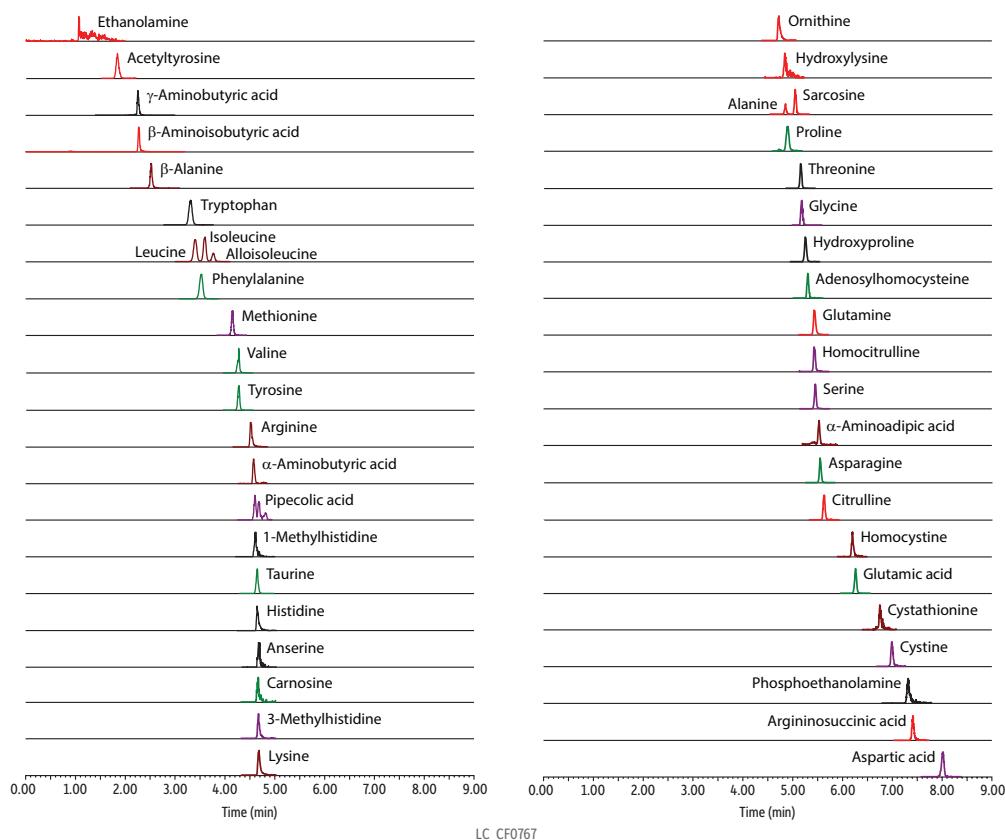 Ethanolamine
Acetyltyrosine
γ-Aminobutyric acid
β-Aminoisobutyric acid
β-Alanine
Tryptophan
Isoleucine
Leucine
Alloisoleucine
Phenylalanine
Methionine
Valine
Tyrosine
Arginine
α-Aminobutyric acid
Pipecolic acid
1-Methylhistidine
Taurine
Histidine
Anserine
Carnosine
3-Methylhistidine
Lysine
0.00 1.00 2.00 3.00 4.00 5.00 6.00 7.00 8.00 9.00
Time (min)
Ornithine
Hydroxylysine
Sarcosine
Alanine
Proline
Threonine
Glycine
Hydroxyproline
Adenosylhomocysteine
Glutamine
Homocitrulline
Serine
α-Aminoadipic acid
Asparagine
Citrulline
Homocystine
Glutamic acid
Cystathionine
Cystine
Phosphoethanolamine
Argininosuccinic acid
Aspartic acid
0.00 1.00 2.00 3.00 4.00 5.00 6.00 7.00 8.00 9.00
Time (min)
LC_CF0767